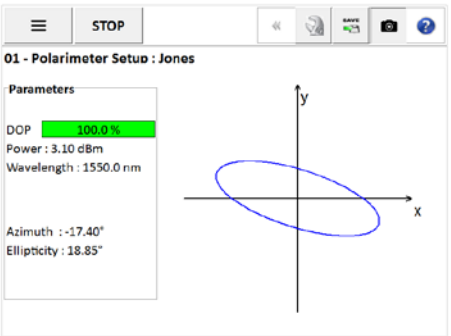 STOP
SAVE
01 - Polarimeter Setup : Jones
Parameters
DOP 100.0 %
Power : 3.10 dBm
Wavelength : 1550.0 nm
Azimuth : -17.40°
Ellipticity : 18.85°
y
x